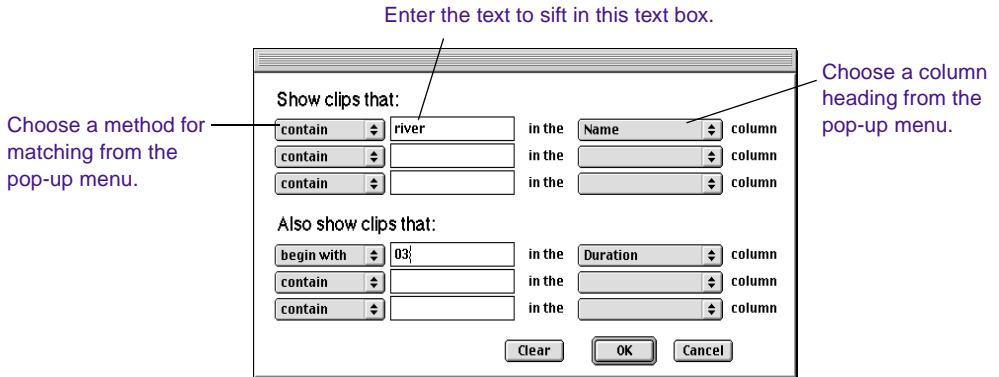 Enter the text to sift in this text box.
Show clips that:
Choose a method for
matching from the
pop-up menu.
Choose a column
heading from the
pop-up menu.
contain river in the Name column
contain in the column
contain in the column
Also show clips that:
begin with 03 in the Duration column
contain in the column
contain in the column
Clear OK Cancel